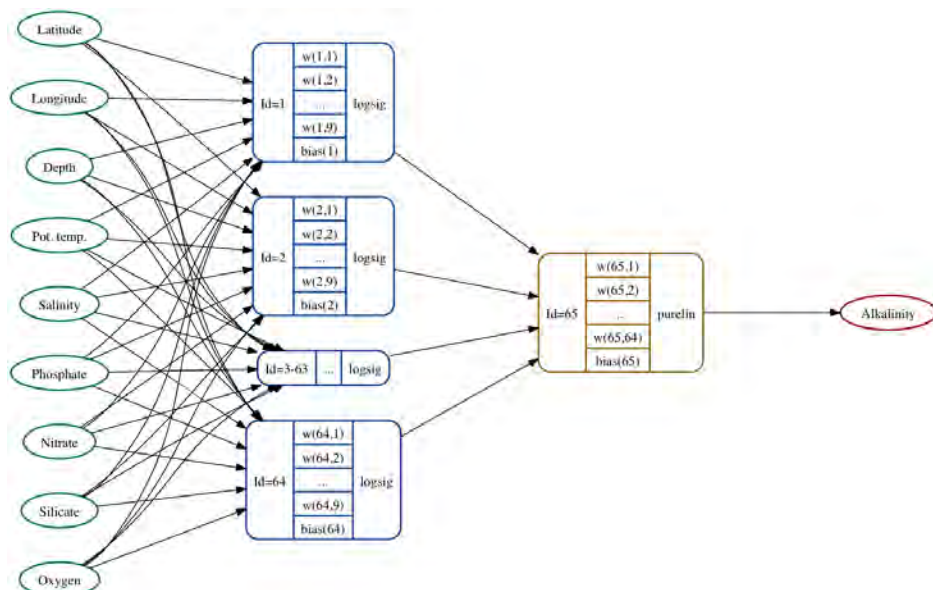 Latitude
Longitude
Depth
Pot. temp.
Salinity
Phosphate
Nitrate
Silicate
Oxygen
Id=1
w(1,1)
w(1,2)
...
w(1,9)
bias(1)
logsig
Id=2
w(2,1)
w(2,2)
...
w(2,9)
bias(2)
logsig
Id=3-63
...
logsig
Id=64
w(64,1)
w(64,2)
...
w(64,9)
bias(64)
logsig
Id=65
w(65,1)
w(65,2)
...
w(65,64)
bias(65)
purelin
Alkalinity